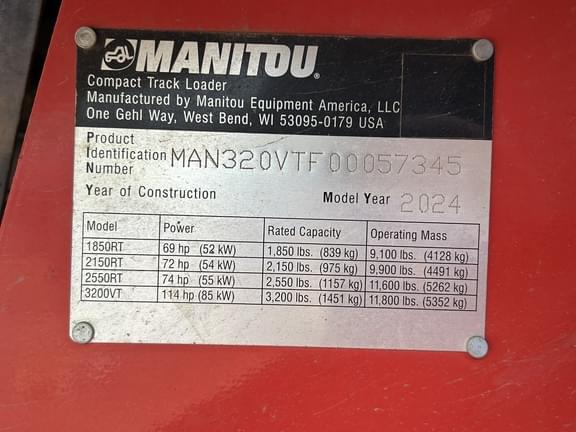 MANITOU®
Compact Track Loader
Manufactured by Manitou Equipment America, LLC
One Gehl Way, West Bend, WI 53095-0179 USA
Product
Identification MAN320VTF00057345
Number
Year of Construction Model Year 2024
Model Power Rated Capacity Operating Mass
1850RT 69 hp (52 kW) 1,850 lbs. (839 kg) 9,100 lbs. (4128 kg)
2150RT 72 hp (54 kW) 2,150 lbs. (975 kg) 9,900 lbs. (4491 kg)
2550RT 74 hp (55 kW) 2,550 lbs. (1157 kg) 11,600 lbs. (5262 kg)
3200VT 114 hp (85 kW) 3,200 lbs. (1451 kg) 11,800 lbs. (5352 kg)